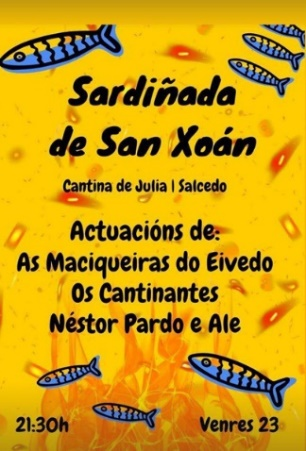 Sardiñada
de San Xoán
Cantina de Julia | Salcedo
Actuacións de:
As Maciqueiras do Eivedo
Os Cantinantes
Néstor Pardo e Ale
21:30h Venres 23